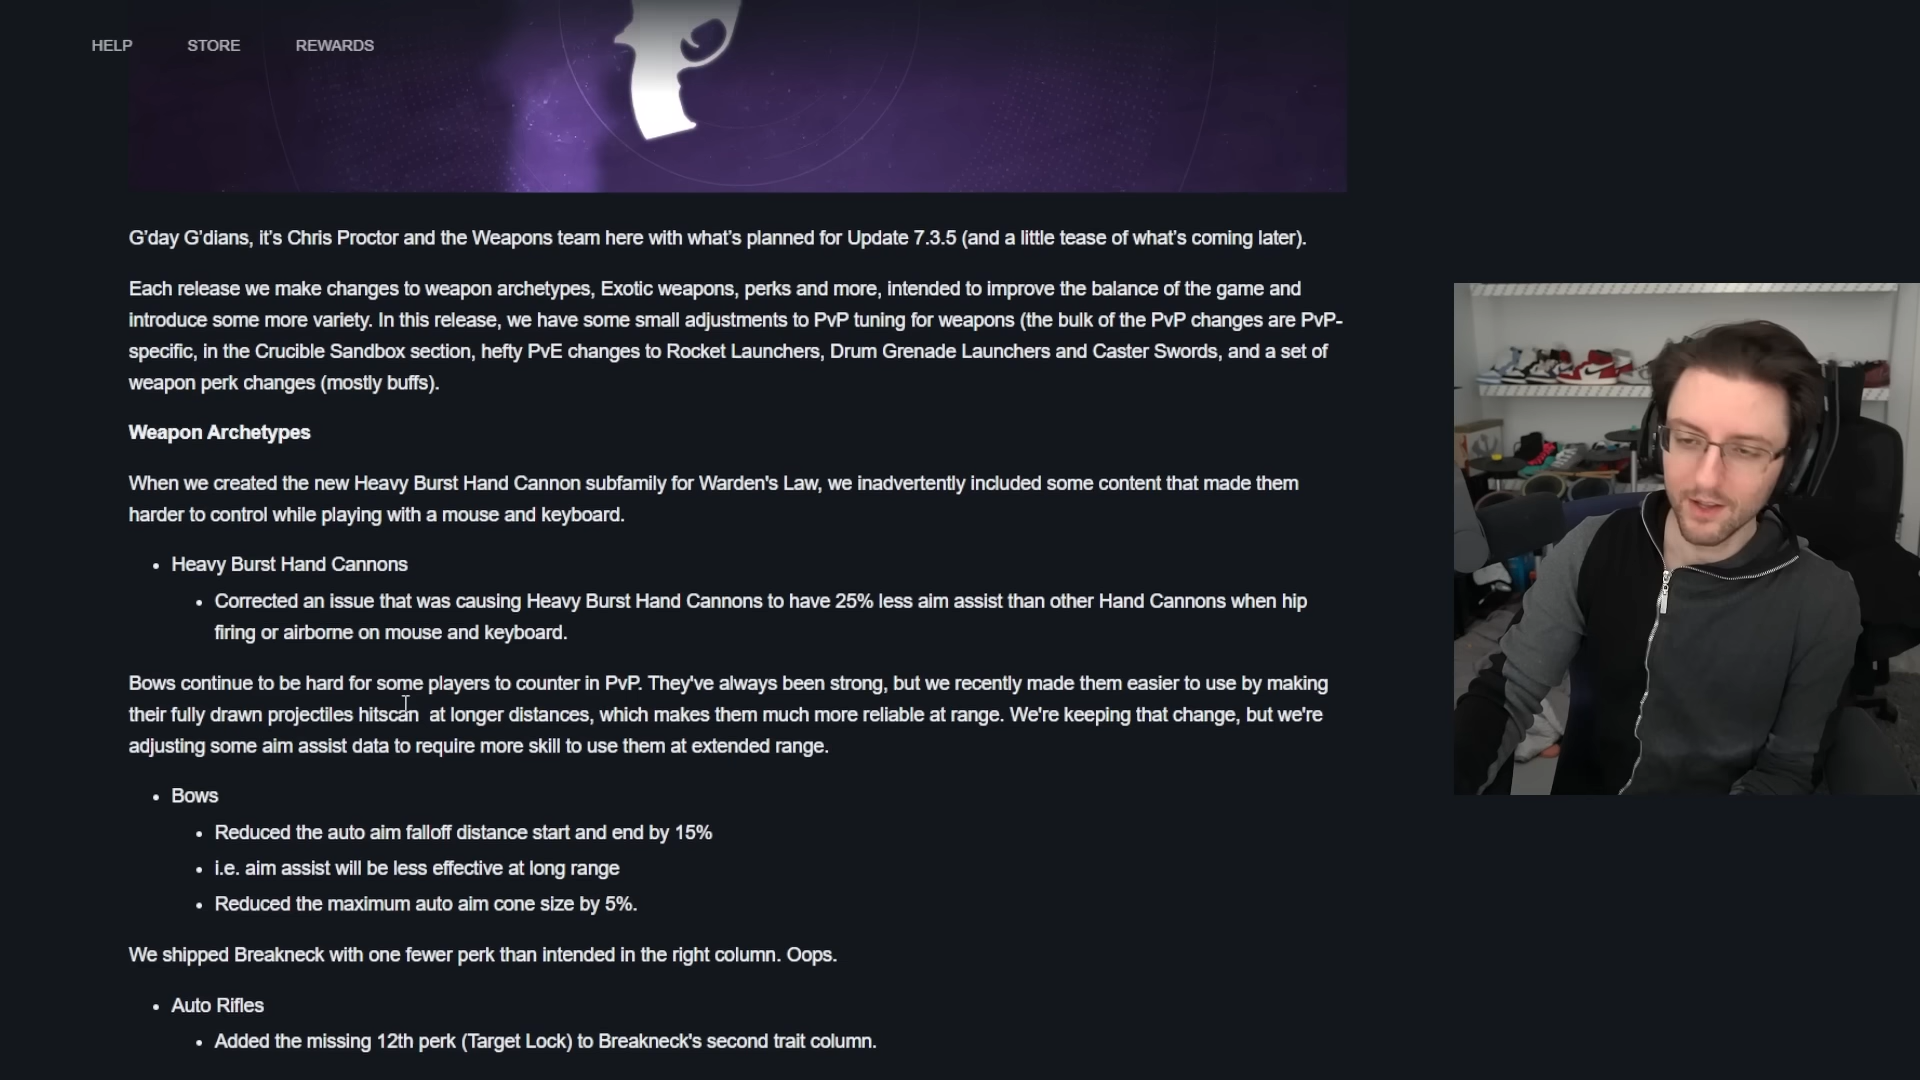 HELP STORE REWARDS
G'day G'dians, it's Chris Proctor and the Weapons team here with what's planned for Update 7.3.5 (and a little tease of what's coming later).
Each release we make changes to weapon archetypes, Exotic weapons, perks and more, intended to improve the balance of the game and
introduce some more variety. In this release, we have some small adjustments to PvP tuning for weapons (the bulk of the PvP changes are PvP-
specific, in the Crucible Sandbox section, hefty PvE changes to Rocket Launchers, Drum Grenade Launchers and Caster Swords, and a set of
weapon perk changes (mostly buffs).
Weapon Archetypes
When we created the new Heavy Burst Hand Cannon subfamily for Warden's Law, we inadvertently included some content that made them
harder to control while playing with a mouse and keyboard.
• Heavy Burst Hand Cannons
• Corrected an issue that was causing Heavy Burst Hand Cannons to have 25% less aim assist than other Hand Cannons when hip
firing or airborne on mouse and keyboard.
Bows continue to be hard for some players to counter in PvP. They've always been strong, but we recently made them easier to use by making
their fully drawn projectiles hitscan at longer distances, which makes them much more reliable at range. We're keeping that change, but we're
adjusting some aim assist data to require more skill to use them at extended range.
• Bows
• Reduced the auto aim falloff distance start and end by 15%
• i.e. aim assist will be less effective at long range
• Reduced the maximum auto aim cone size by 5%.
We shipped Breakneck with one fewer perk than intended in the right column. Oops.
• Auto Rifles
• Added the missing 12th perk (Target Lock) to Breakneck's second trait column.